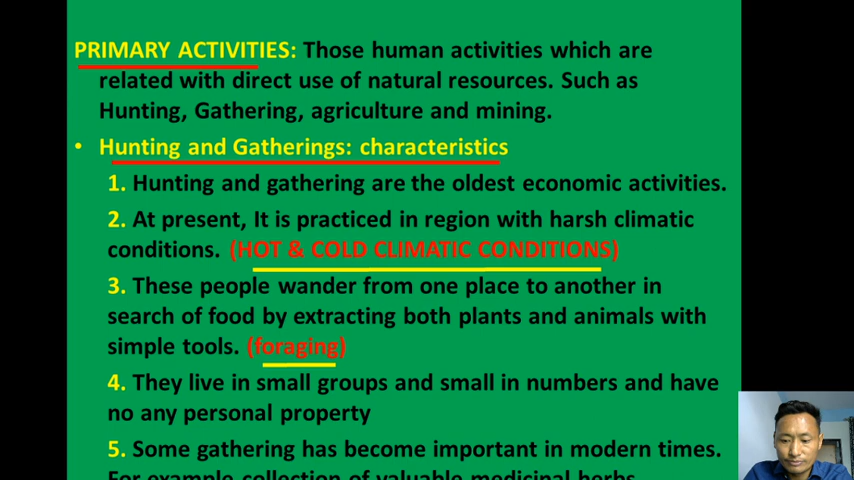 PRIMARY ACTIVITIES: Those human activities which are
related with direct use of natural resources. Such as
Hunting, Gathering, agriculture and mining.
• Hunting and Gatherings: characteristics
1. Hunting and gathering are the oldest economic activities.
2. At present, It is practiced in region with harsh climatic
conditions. (HOT & COLD CLIMATIC CONDITIONS)
3. These people wander from one place to another in
search of food by extracting both plants and animals with
simple tools. (foraging)
4. They live in small groups and small in numbers and have
no any personal property
5. Some gathering has become important in modern times.
For example collection of valuable medicinal herbs